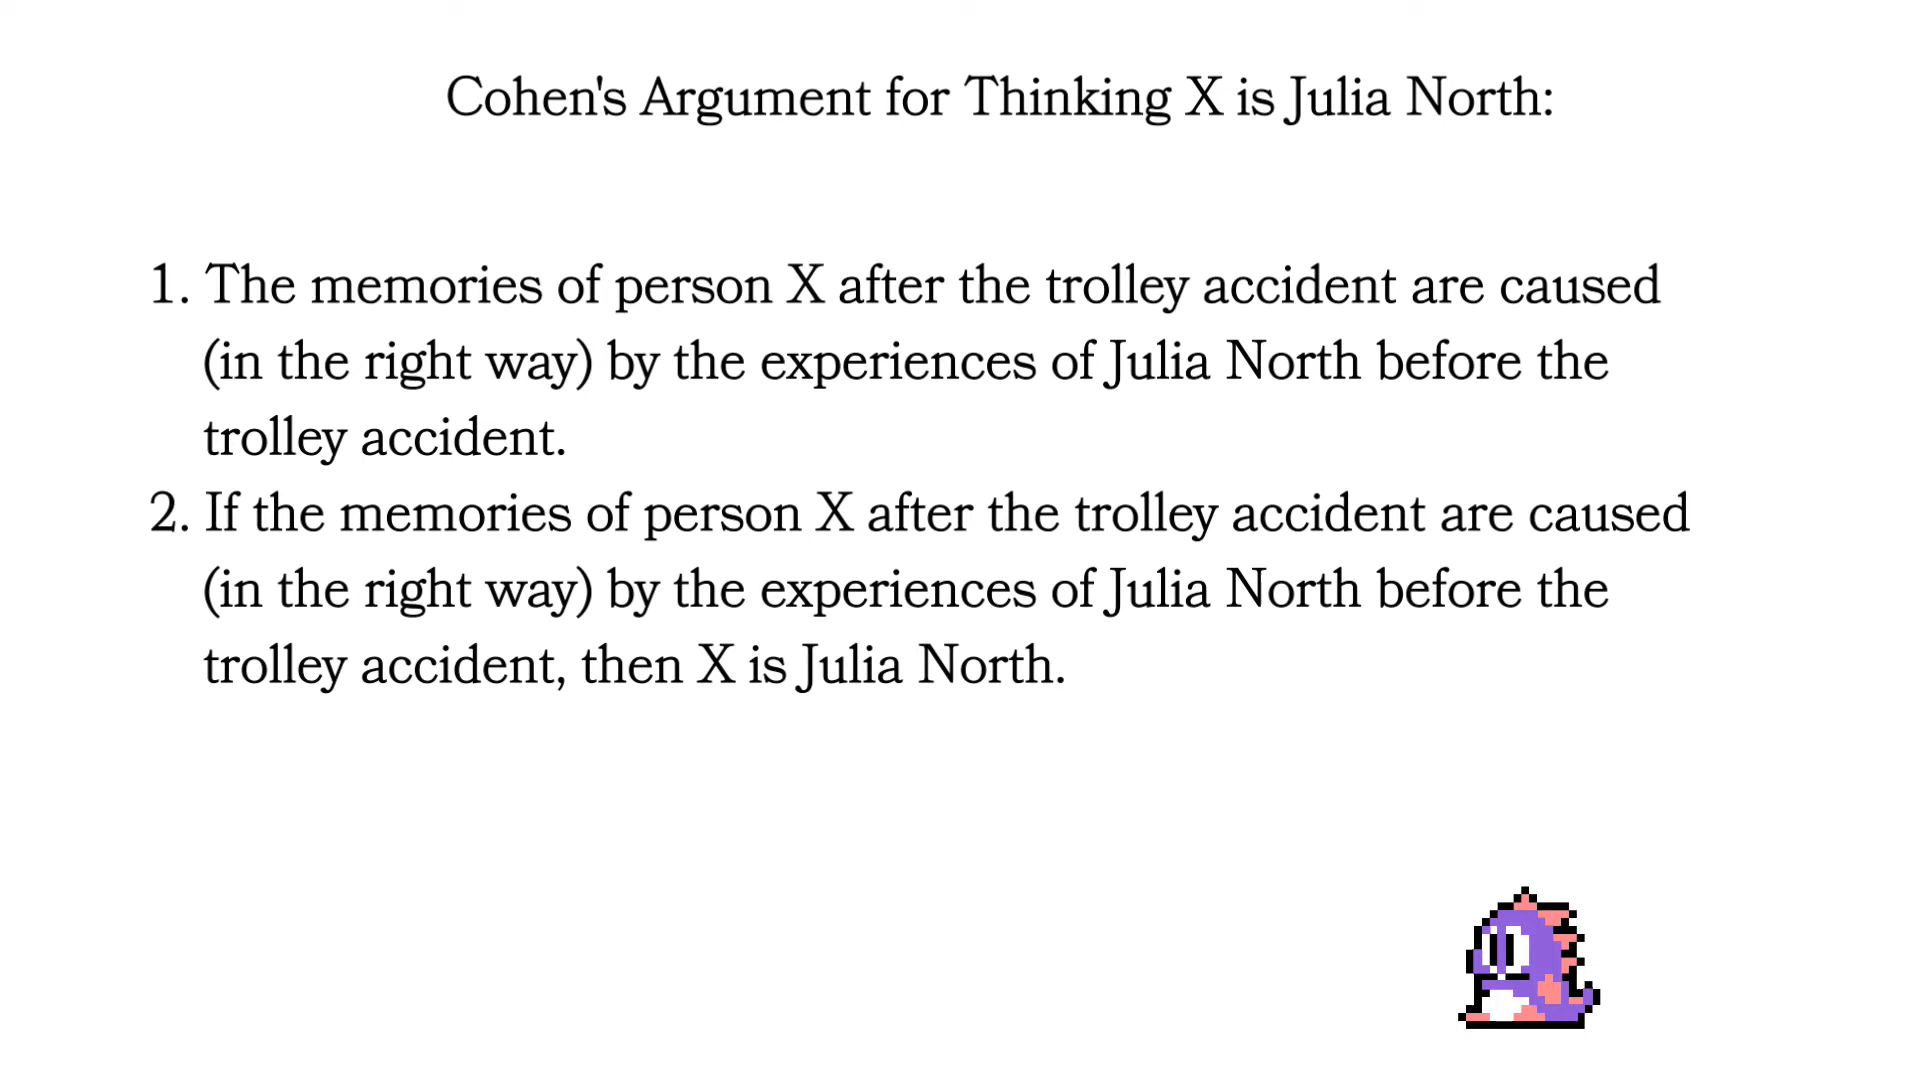 Cohen's Argument for Thinking X is Julia North:
1. The memories of person X after the trolley accident are caused
(in the right way) by the experiences of Julia North before the
trolley accident.
2. If the memories of person X after the trolley accident are caused
(in the right way) by the experiences of Julia North before the
trolley accident, then X is Julia North.